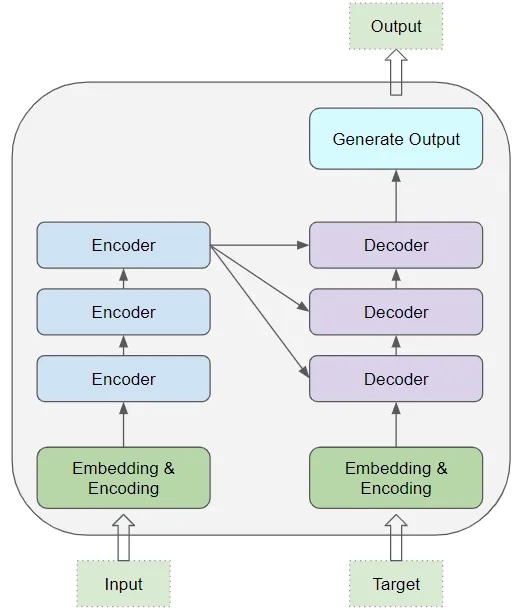 Output
Generate Output
Encoder
Decoder
Encoder
Decoder
Encoder
Decoder
Embedding &
Encoding
Embedding &
Encoding
Input
Target